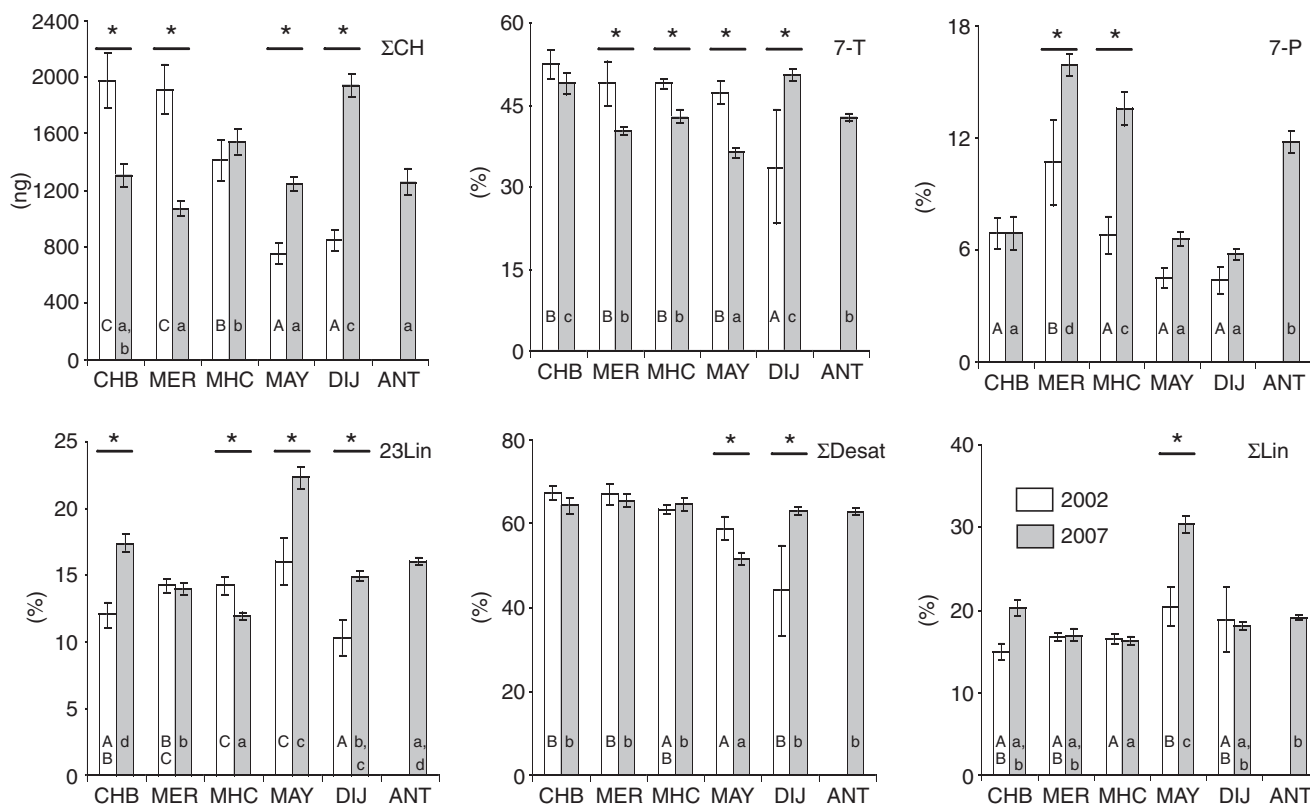 * * * *
ΣCH
2400
2000
1600
1200
800
400
0
(ng)
C a, b C a B b A a A c a
CHB MER MHC MAY DIJ ANT
* * * *
7-T
60
45
30
15
0
(%)
B c B b B b B a A c b
CHB MER MHC MAY DIJ ANT
* *
7-P
18
12
6
0
(%)
A a B d A c A a A a b
CHB MER MHC MAY DIJ ANT
* * * *
23Lin
25
20
15
10
5
0
(%)
A B d B C b C a C c A b, c a, d
CHB MER MHC MAY DIJ ANT
* *
ΣDesat
80
60
40
20
0
(%)
B b B b A B b A a A b b
CHB MER MHC MAY DIJ ANT
*
ΣLin
40
30
20
10
0
(%)
2002
2007
A B a, b A B a, b A a B c A B a, b b
CHB MER MHC MAY DIJ ANT